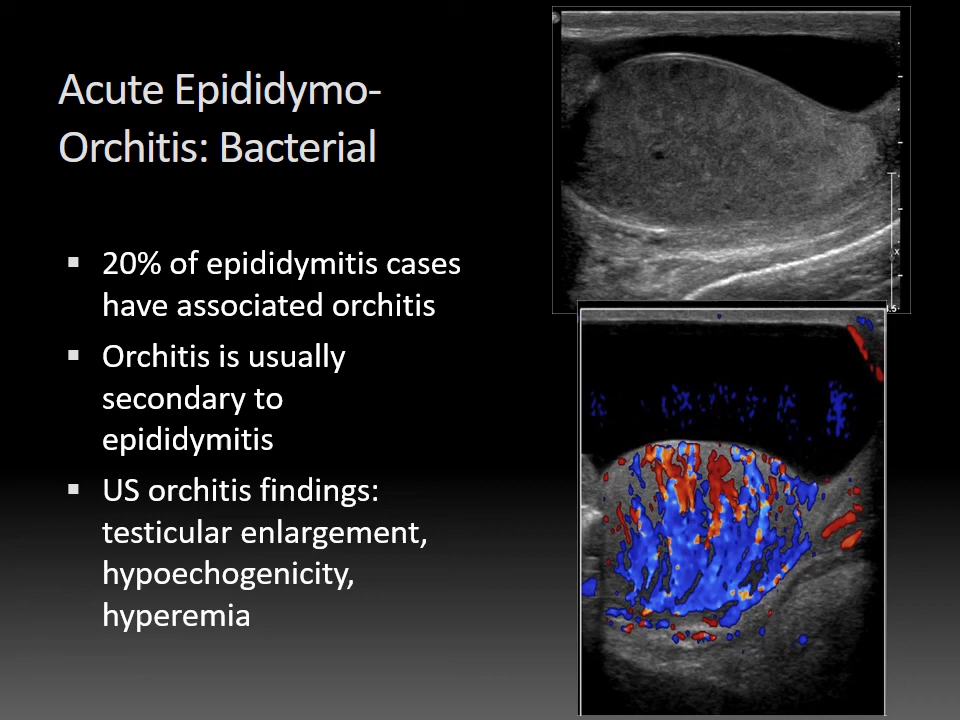 Acute Epididymo-
Orchitis: Bacterial
▪ 20% of epididymitis cases
have associated orchitis
▪ Orchitis is usually
secondary to
epididymitis
▪ US orchitis findings:
testicular enlargement,
hypoechogenicity,
hyperemia
x